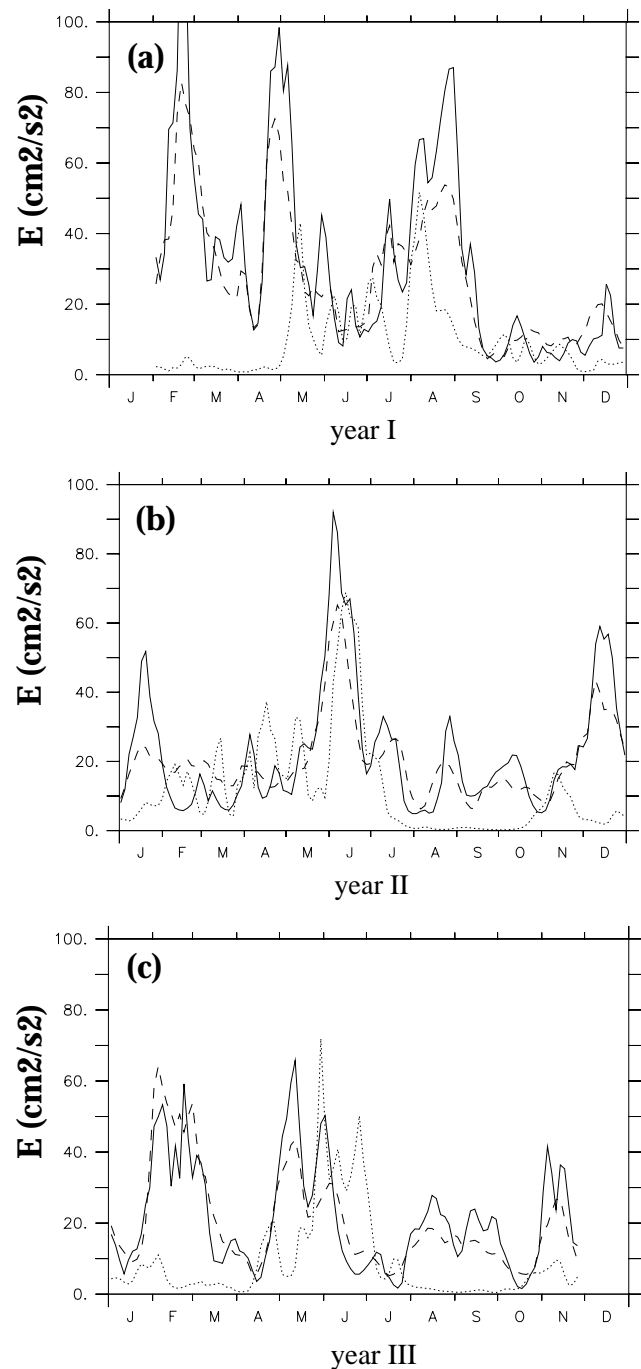 (a)
E (cm2/s2)
100.
80.
60.
40.
20.
0.
J F M A M J J A S O N D
year I
(b)
E (cm2/s2)
100.
80.
60.
40.
20.
0.
J F M A M J J A S O N D
year II
(c)
E (cm2/s2)
100.
80.
60.
40.
20.
0.
J F M A M J J A S O N D
year III